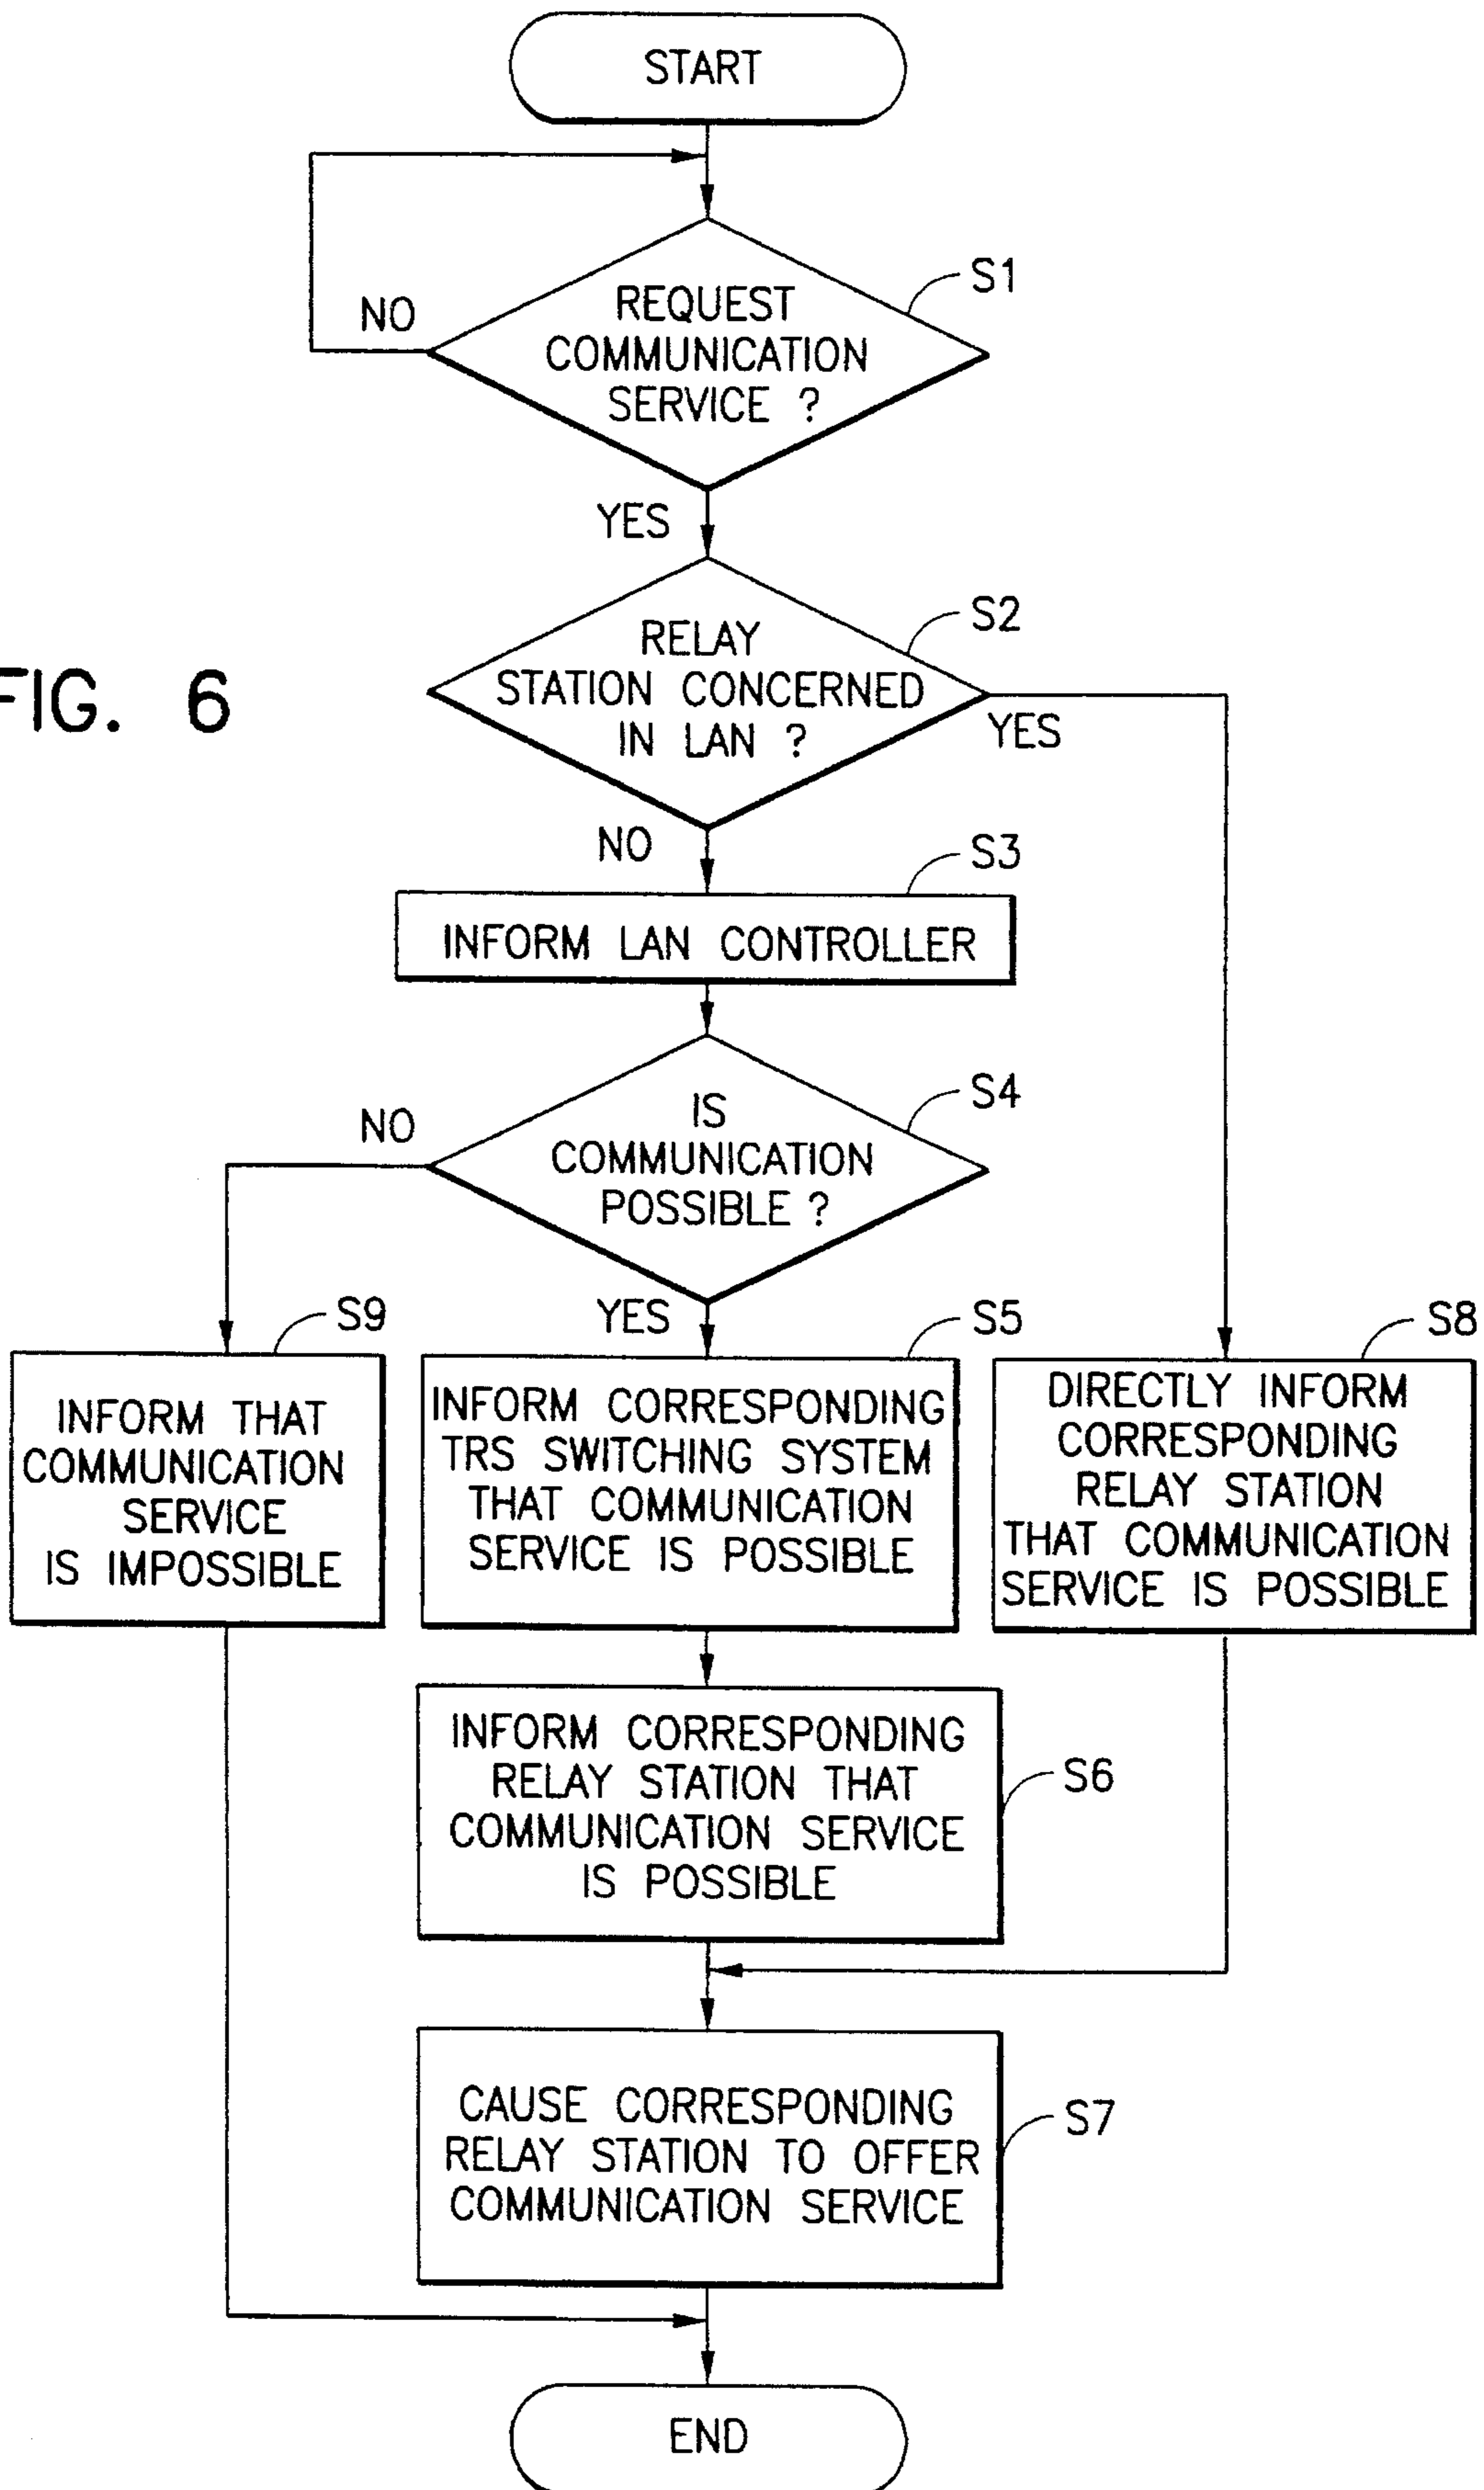 START
S1
NO
REQUEST
COMMUNICATION
SERVICE ?
YES
S2
RELAY
STATION CONCERNED
IN LAN ?
YES
FIG. 6
NO
S3
INFORM LAN CONTROLLER
S4
NO
IS
COMMUNICATION
POSSIBLE ?
YES
S9
INFORM THAT
COMMUNICATION
SERVICE
IS IMPOSSIBLE
S5
INFORM CORRESPONDING
TRS SWITCHING SYSTEM
THAT COMMUNICATION
SERVICE IS POSSIBLE
S8
DIRECTLY INFORM
CORRESPONDING
RELAY STATION
THAT COMMUNICATION
SERVICE IS POSSIBLE
INFORM CORRESPONDING
RELAY STATION THAT
COMMUNICATION SERVICE
IS POSSIBLE
S6
CAUSE CORRESPONDING
RELAY STATION TO OFFER
COMMUNICATION SERVICE
S7
END